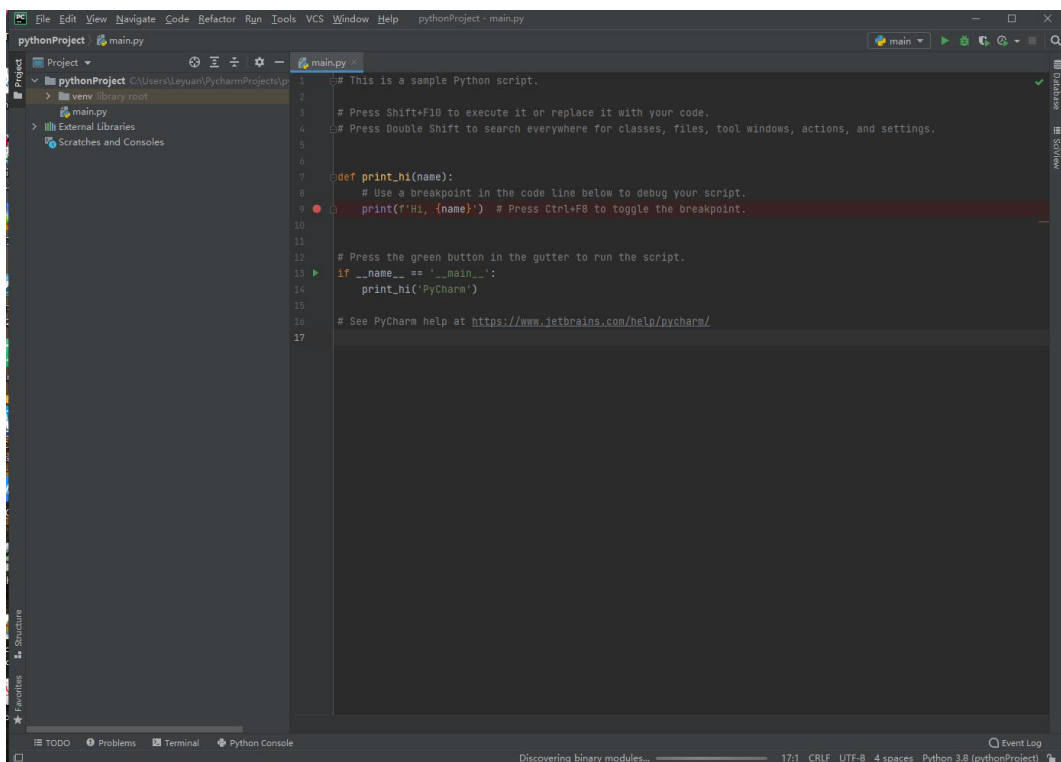 PC File Edit View Navigate Code Refactor Run Tools VCS Window Help pythonProject - main.py
pythonProject main.py main
Project
Project main.py
pythonProject C:\Users\Leyuan\PycharmProjects\py
venv library root
main.py
External Libraries
Scratches and Consoles
1 # This is a sample Python script.
2
3 # Press Shift+F10 to execute it or replace it with your code.
4 # Press Double Shift to search everywhere for classes, files, tool windows, actions, and settings.
5
6
7 def print_hi(name):
8 # Use a breakpoint in the code line below to debug your script.
9 print(f'Hi, {name}') # Press Ctrl+F8 to toggle the breakpoint.
10
11
12 # Press the green button in the gutter to run the script.
13 if __name__ == '__main__':
14 print_hi('PyCharm')
15
16 # See PyCharm help at https://www.jetbrains.com/help/pycharm/
17
Database
SciView
Structure
Favorites
TODO Problems Terminal Python Console Event Log
Discovering binary modules... 17:1 CRLF UTF-8 4 spaces Python 3.8 (pythonProject)